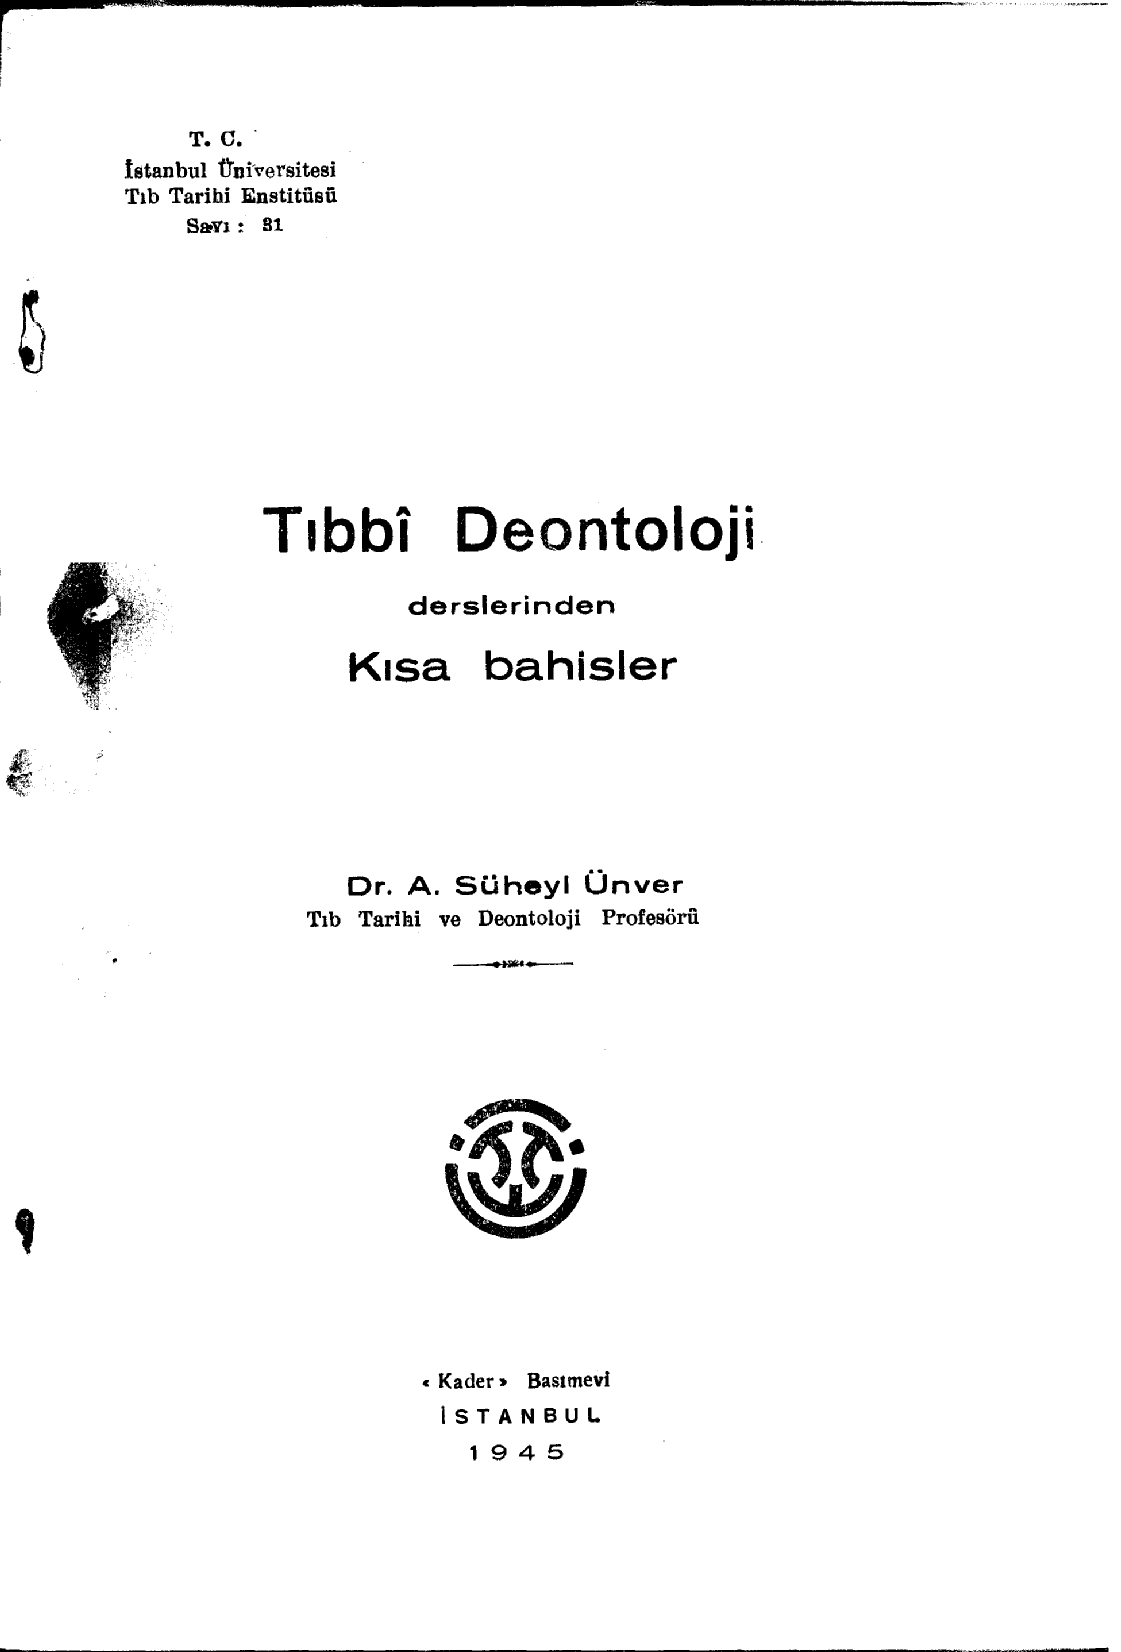 T. C.
İstanbul Üniversitesi
Tıb Tarihi Enstitüsü
Sayı : 31
Tıbbî Deontoloji
derslerinden
Kısa bahisler
Dr. A. Süheyl Ünver
Tıb Tarihi ve Deontoloji Profesörü
« Kader » Basımevi
İSTANBUL
1945